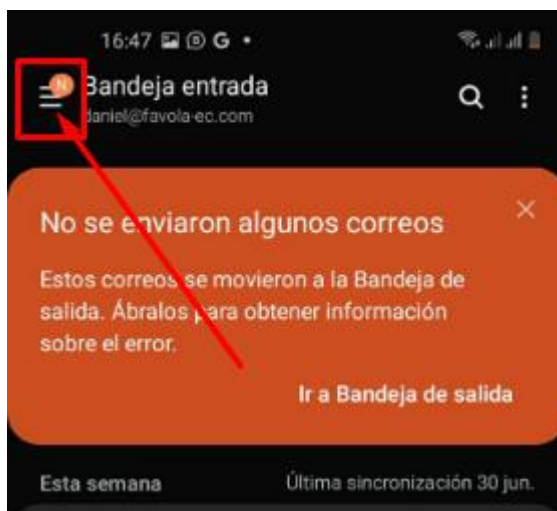 16:47 G
N
Bandeja entrada
daniel@favola-ec.com
No se enviaron algunos correos
Estos correos se movieron a la Bandeja de
salida. Ábralos para obtener información
sobre el error.
Ir a Bandeja de salida
Esta semana Última sincronización 30 jun.